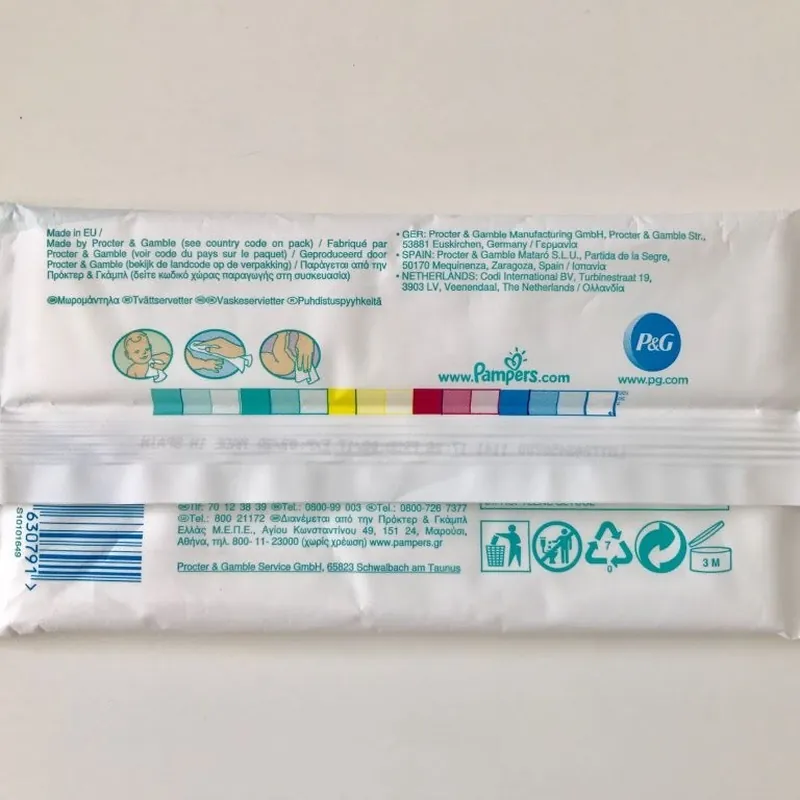 Made in EU /
Made by Procter & Gamble (see country code on pack) / Fabriqué par
Procter & Gamble (voir code du pays sur le paquet) / Geproduceerd door
Procter & Gamble (bekijk de landcode op de verpakking) / Παράγεται από την
Πρόκτερ & Γκάμπλ (δείτε κωδικό χώρας παραγωγής στη συσκευασία)
Μωρομάντηλα Tvättservetter Vaskeservietter Puhdistuspyyhkeitä
• GER: Procter & Gamble Manufacturing GmbH, Procter & Gamble Str.,
53881 Euskirchen, Germany / Γερμανία
• SPAIN: Procter & Gamble Mataró S.L.U., Partida de la Segre,
50170 Mequinenza, Zaragoza, Spain / Ισπανία
• NETHERLANDS: Codi International BV, Turbinestraat 19,
3903 LV, Veenendaal, The Netherlands / Ολλανδία
www.Pampers.com
P&G
www.pg.com
Tlf: 70 12 38 39 Tel.: 0800-99 003 Tel.: 0800-726 7377
Tel.: 800 21172 Διανέμεται από την Πρόκτερ & Γκάμπλ
Ελλάς Μ.Ε.Π.Ε., Αγίου Κωνσταντίνου 49, 151 24, Μαρούσι,
Αθήνα, τηλ. 800- 11- 23000 (χωρίς χρέωση) www.pampers.gr
Procter & Gamble Service GmbH, 65823 Schwalbach am Taunus
630791 >
S10101649
7
0
3 M